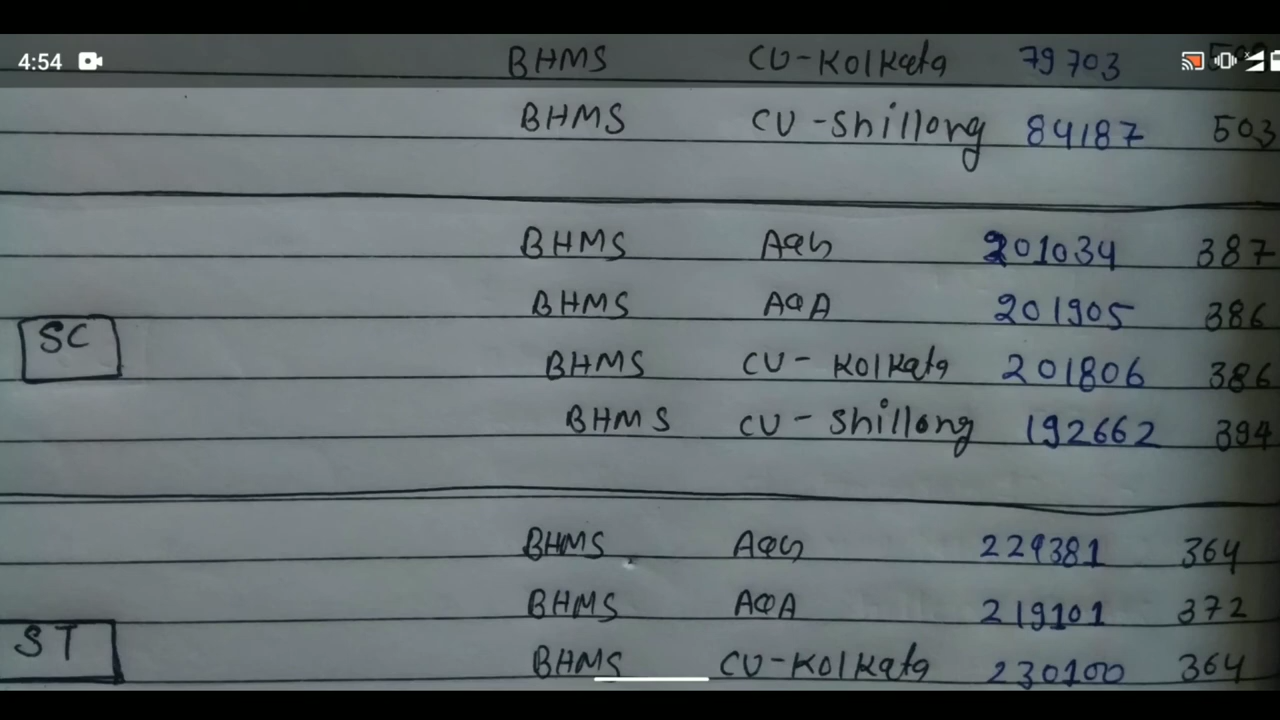 4:54
BHMS CU-Kolkata 79703
BHMS CU-Shillong 84187 503
BHMS AQG 201034 387
BHMS AQA 201905 386
SC
BHMS CU-Kolkata 201806 386
BHMS CU-Shillong 192662 394
BHMS AQG 229381 364
BHMS AQA 219101 372
ST
BHMS CU-Kolkata 230100 364